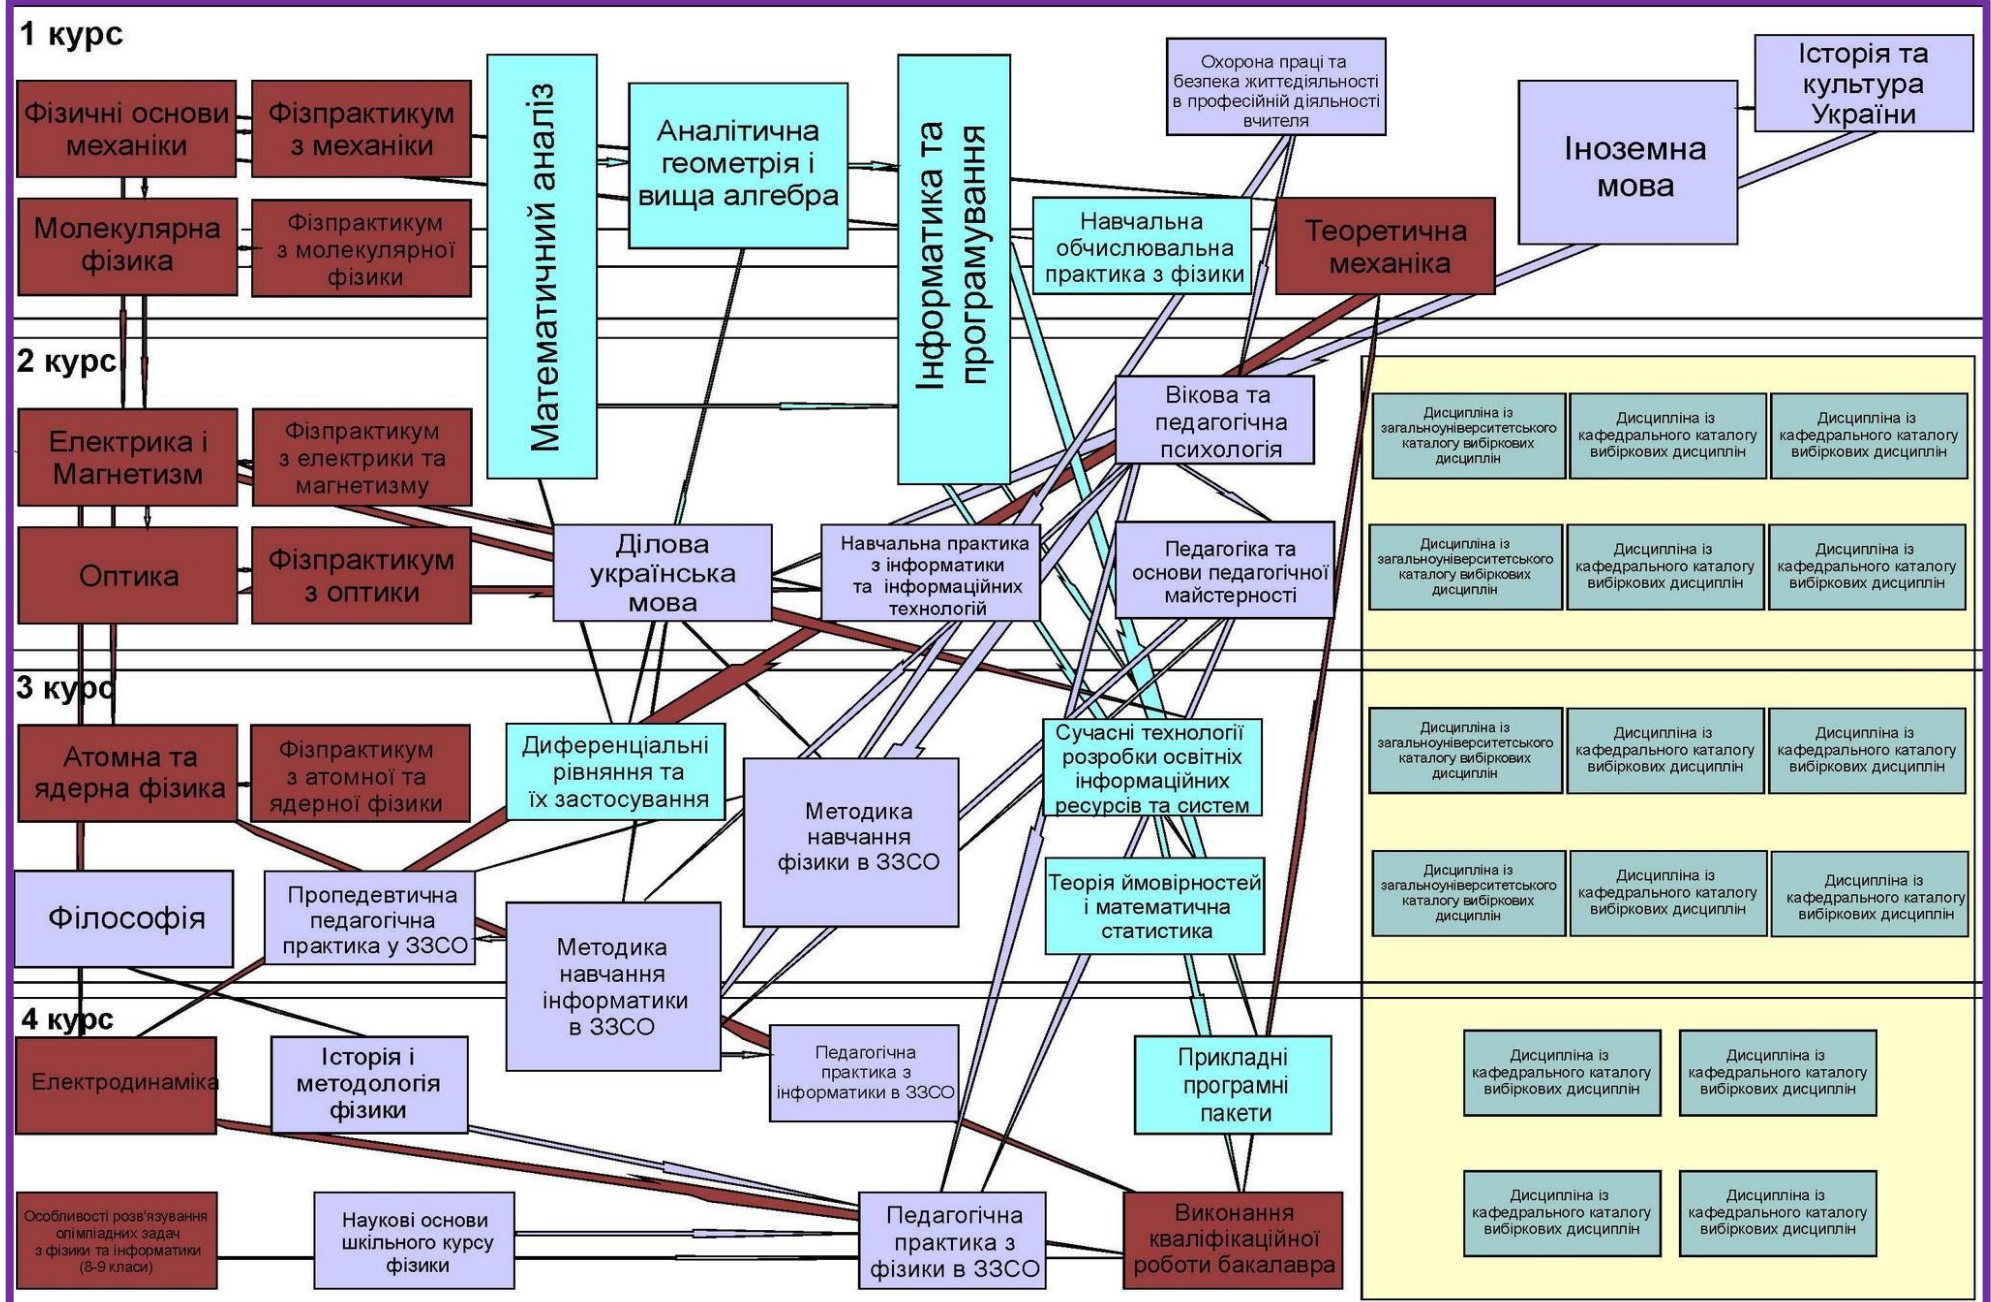 1 курс
Фізичні основи
механіки
Фізпрактикум
з механіки
Математичний аналіз
Аналітична
геометрія і
вища алгебра
Інформатика та
програмування
Охорона праці та
безпека життєдіяльності
в професійній діяльності
вчителя
Іноземна
мова
Історія та
культура
України
Молекулярна
фізика
Фізпрактикум
з молекулярної
фізики
Навчальна
обчислювальна
практика з фізики
Теоретична
механіка
2 курс
Електрика і
Магнетизм
Фізпрактикум
з електрики та
магнетизму
Вікова та
педагогічна
психологія
Дисципліна із
загальноуніверситетського
каталогу вибіркових
дисциплін
Дисципліна із
кафедрального каталогу
вибіркових дисциплін
Дисципліна із
кафедрального каталогу
вибіркових дисциплін
Оптика
Фізпрактикум
з оптики
Ділова
українська
мова
Навчальна практика
з інформатики
та інформаційних
технологій
Педагогіка та
основи педагогічної
майстерності
Дисципліна із
загальноуніверситетського
каталогу вибіркових
дисциплін
Дисципліна із
кафедрального каталогу
вибіркових дисциплін
Дисципліна із
кафедрального каталогу
вибіркових дисциплін
3 курс
Атомна та
ядерна фізика
Фізпрактикум
з атомної та
ядерної фізики
Диференціальні
рівняння та
їх застосування
Методика
навчання
фізики в ЗЗСО
Сучасні технології
розробки освітніх
інформаційних
ресурсів та систем
Дисципліна із
загальноуніверситетського
каталогу вибіркових
дисциплін
Дисципліна із
кафедрального каталогу
вибіркових дисциплін
Дисципліна із
кафедрального каталогу
вибіркових дисциплін
Філософія
Пропедевтична
педагогічна
практика у ЗЗСО
Методика
навчання
інформатики
в ЗЗСО
Теорія ймовірностей
і математична
статистика
Дисципліна із
загальноуніверситетського
каталогу вибіркових
дисциплін
Дисципліна із
кафедрального каталогу
вибіркових дисциплін
Дисципліна із
кафедрального каталогу
вибіркових дисциплін
4 курс
Електродинаміка
Історія і
методологія
фізики
Педагогічна
практика з
інформатики в ЗЗСО
Прикладні
програмні
пакети
Дисципліна із
кафедрального каталогу
вибіркових дисциплін
Дисципліна із
кафедрального каталогу
вибіркових дисциплін
Особливості розв'язування
олімпіадних задач
з фізики та інформатики
(8-9 класи)
Наукові основи
шкільного курсу
фізики
Педагогічна
практика з
фізики в ЗЗСО
Виконання
кваліфікаційної
роботи бакалавра
Дисципліна із
кафедрального каталогу
вибіркових дисциплін
Дисципліна із
кафедрального каталогу
вибіркових дисциплін